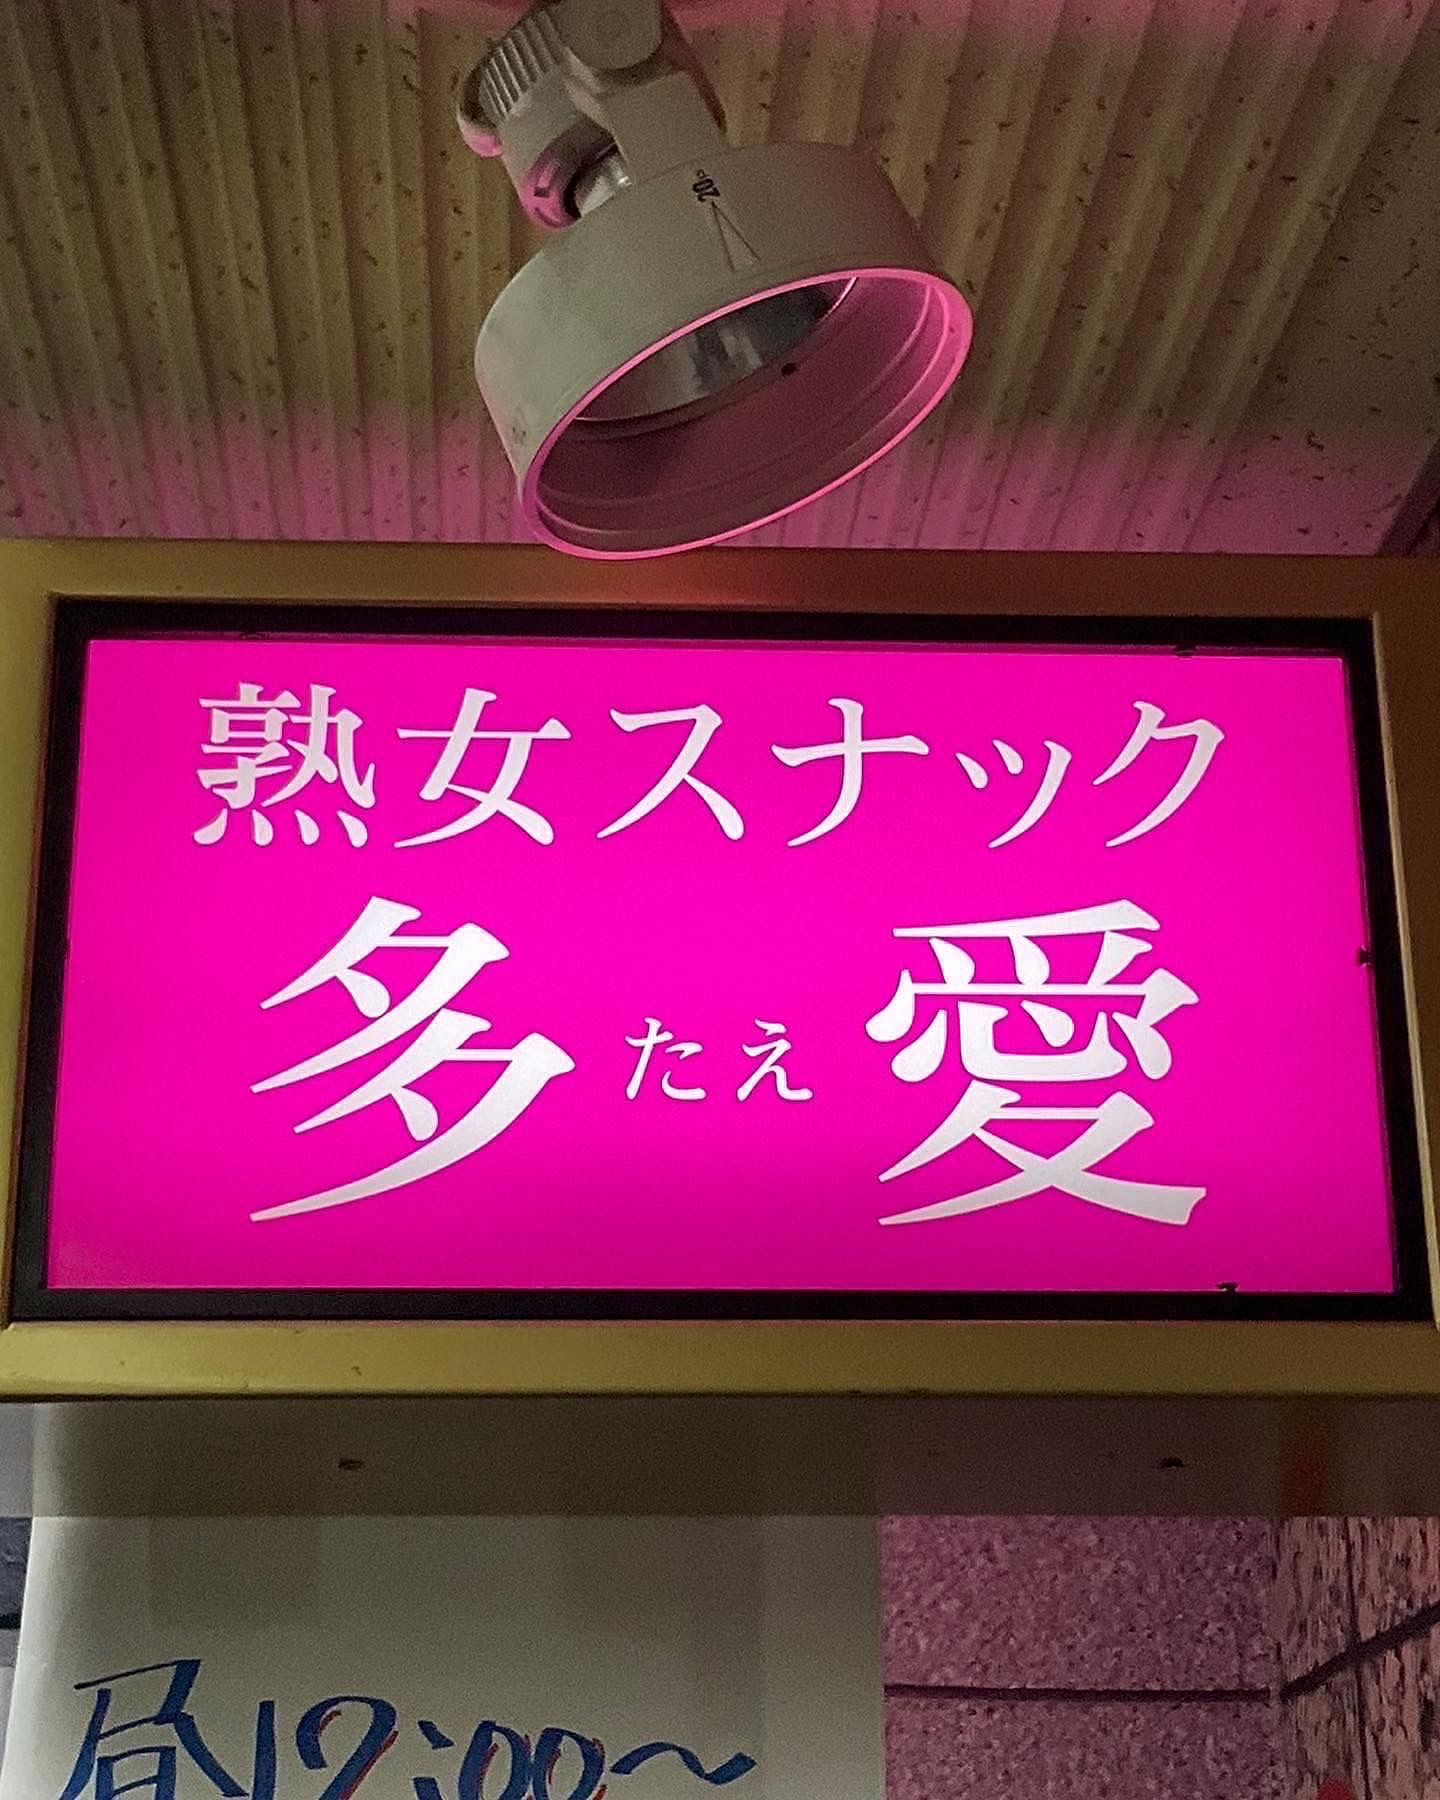 熟女スナック
多 たえ 愛
昼12:00〜